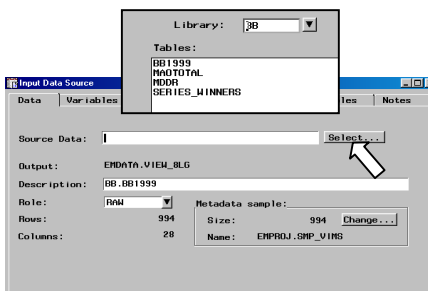 Library: BB
Tables:
BB1999
MAOTOTAL
MDDR
SERIES_WINNERS
Input Data Source
Data Variables les Notes
Source Data: Select...
Output: EMDATA.VIEW_8LG
Description: BB.BB1999
Role: RAW Metadata sample:
Rows: 994 Size: 994 Change...
Columns: 28 Name: EMPROJ.SMP_VIMS